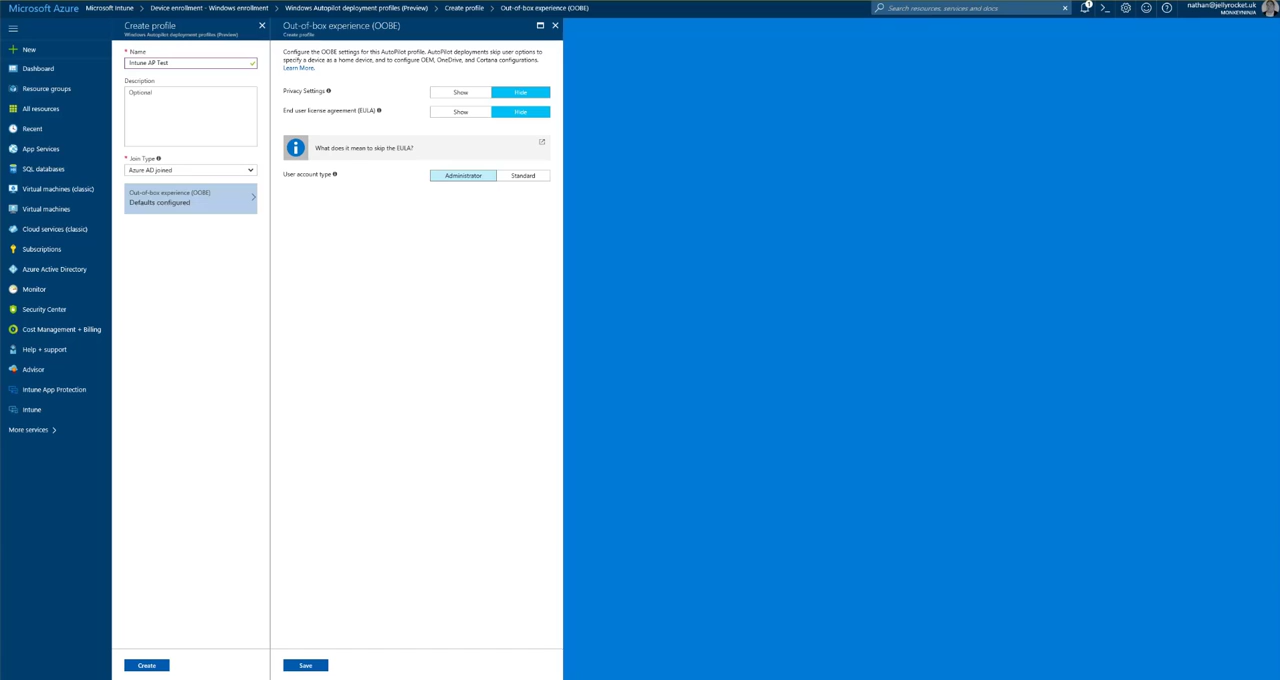 Microsoft Azure
Microsoft Intune > Device enrollment - Windows enrollment > Windows Autopilot deployment profiles (Preview) > Create profile > Out-of-box experience (OOBE)
Search resources, services and docs
1
nathan@jellyrocket.uk
MONKEYNINJA
New
Dashboard
Resource groups
All resources
Recent
App Services
SQL databases
Virtual machines (classic)
Virtual machines
Cloud services (classic)
Subscriptions
Azure Active Directory
Monitor
Security Center
Cost Management + Billing
Help + support
Advisor
Intune App Protection
Intune
More services >
Create profile
Windows Autopilot deployment profiles (Preview)
* Name
Intune AP Test
Description
Optional
* Join Type
Azure AD joined
Out-of-box experience (OOBE)
Defaults configured
Create
Out-of-box experience (OOBE)
Create profile
Configure the OOBE settings for this AutoPilot profile. AutoPilot deployments skip user options to
specify a device as a home device, and to configure OEM, OneDrive, and Cortana configurations.
Learn More.
Privacy Settings
Show
Hide
End user license agreement (EULA)
Show
Hide
What does it mean to skip the EULA?
User account type
Administrator
Standard
Save